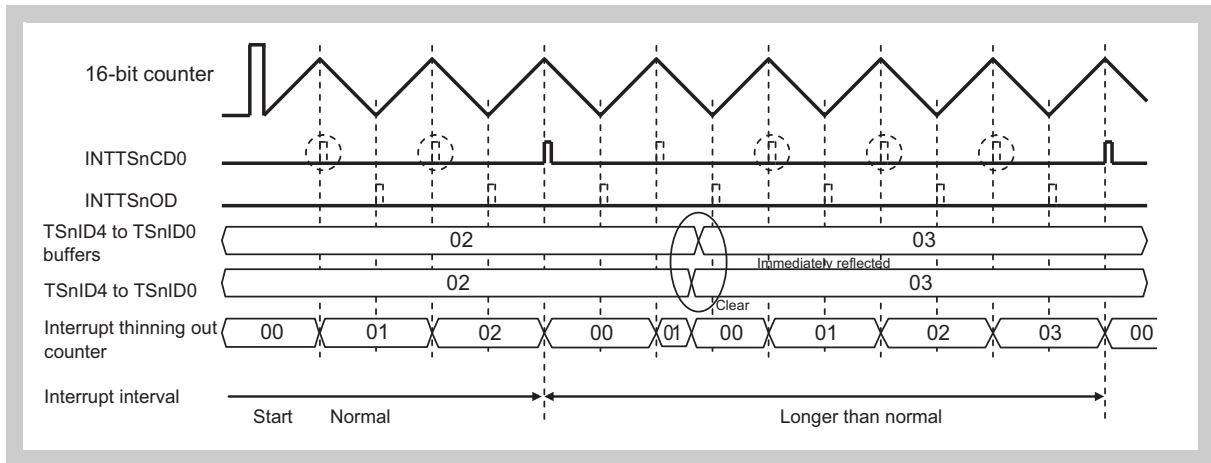 16-bit counter
INTTSnCD0
INTTSnOD
TSnID4 to TSnID0
buffers
02
03
Immediately reflected
TSnID4 to TSnID0
02
03
Clear
Interrupt thinning out
counter
00
01
02
00
01
00
01
02
03
00
Interrupt interval
Start
Normal
Longer than normal